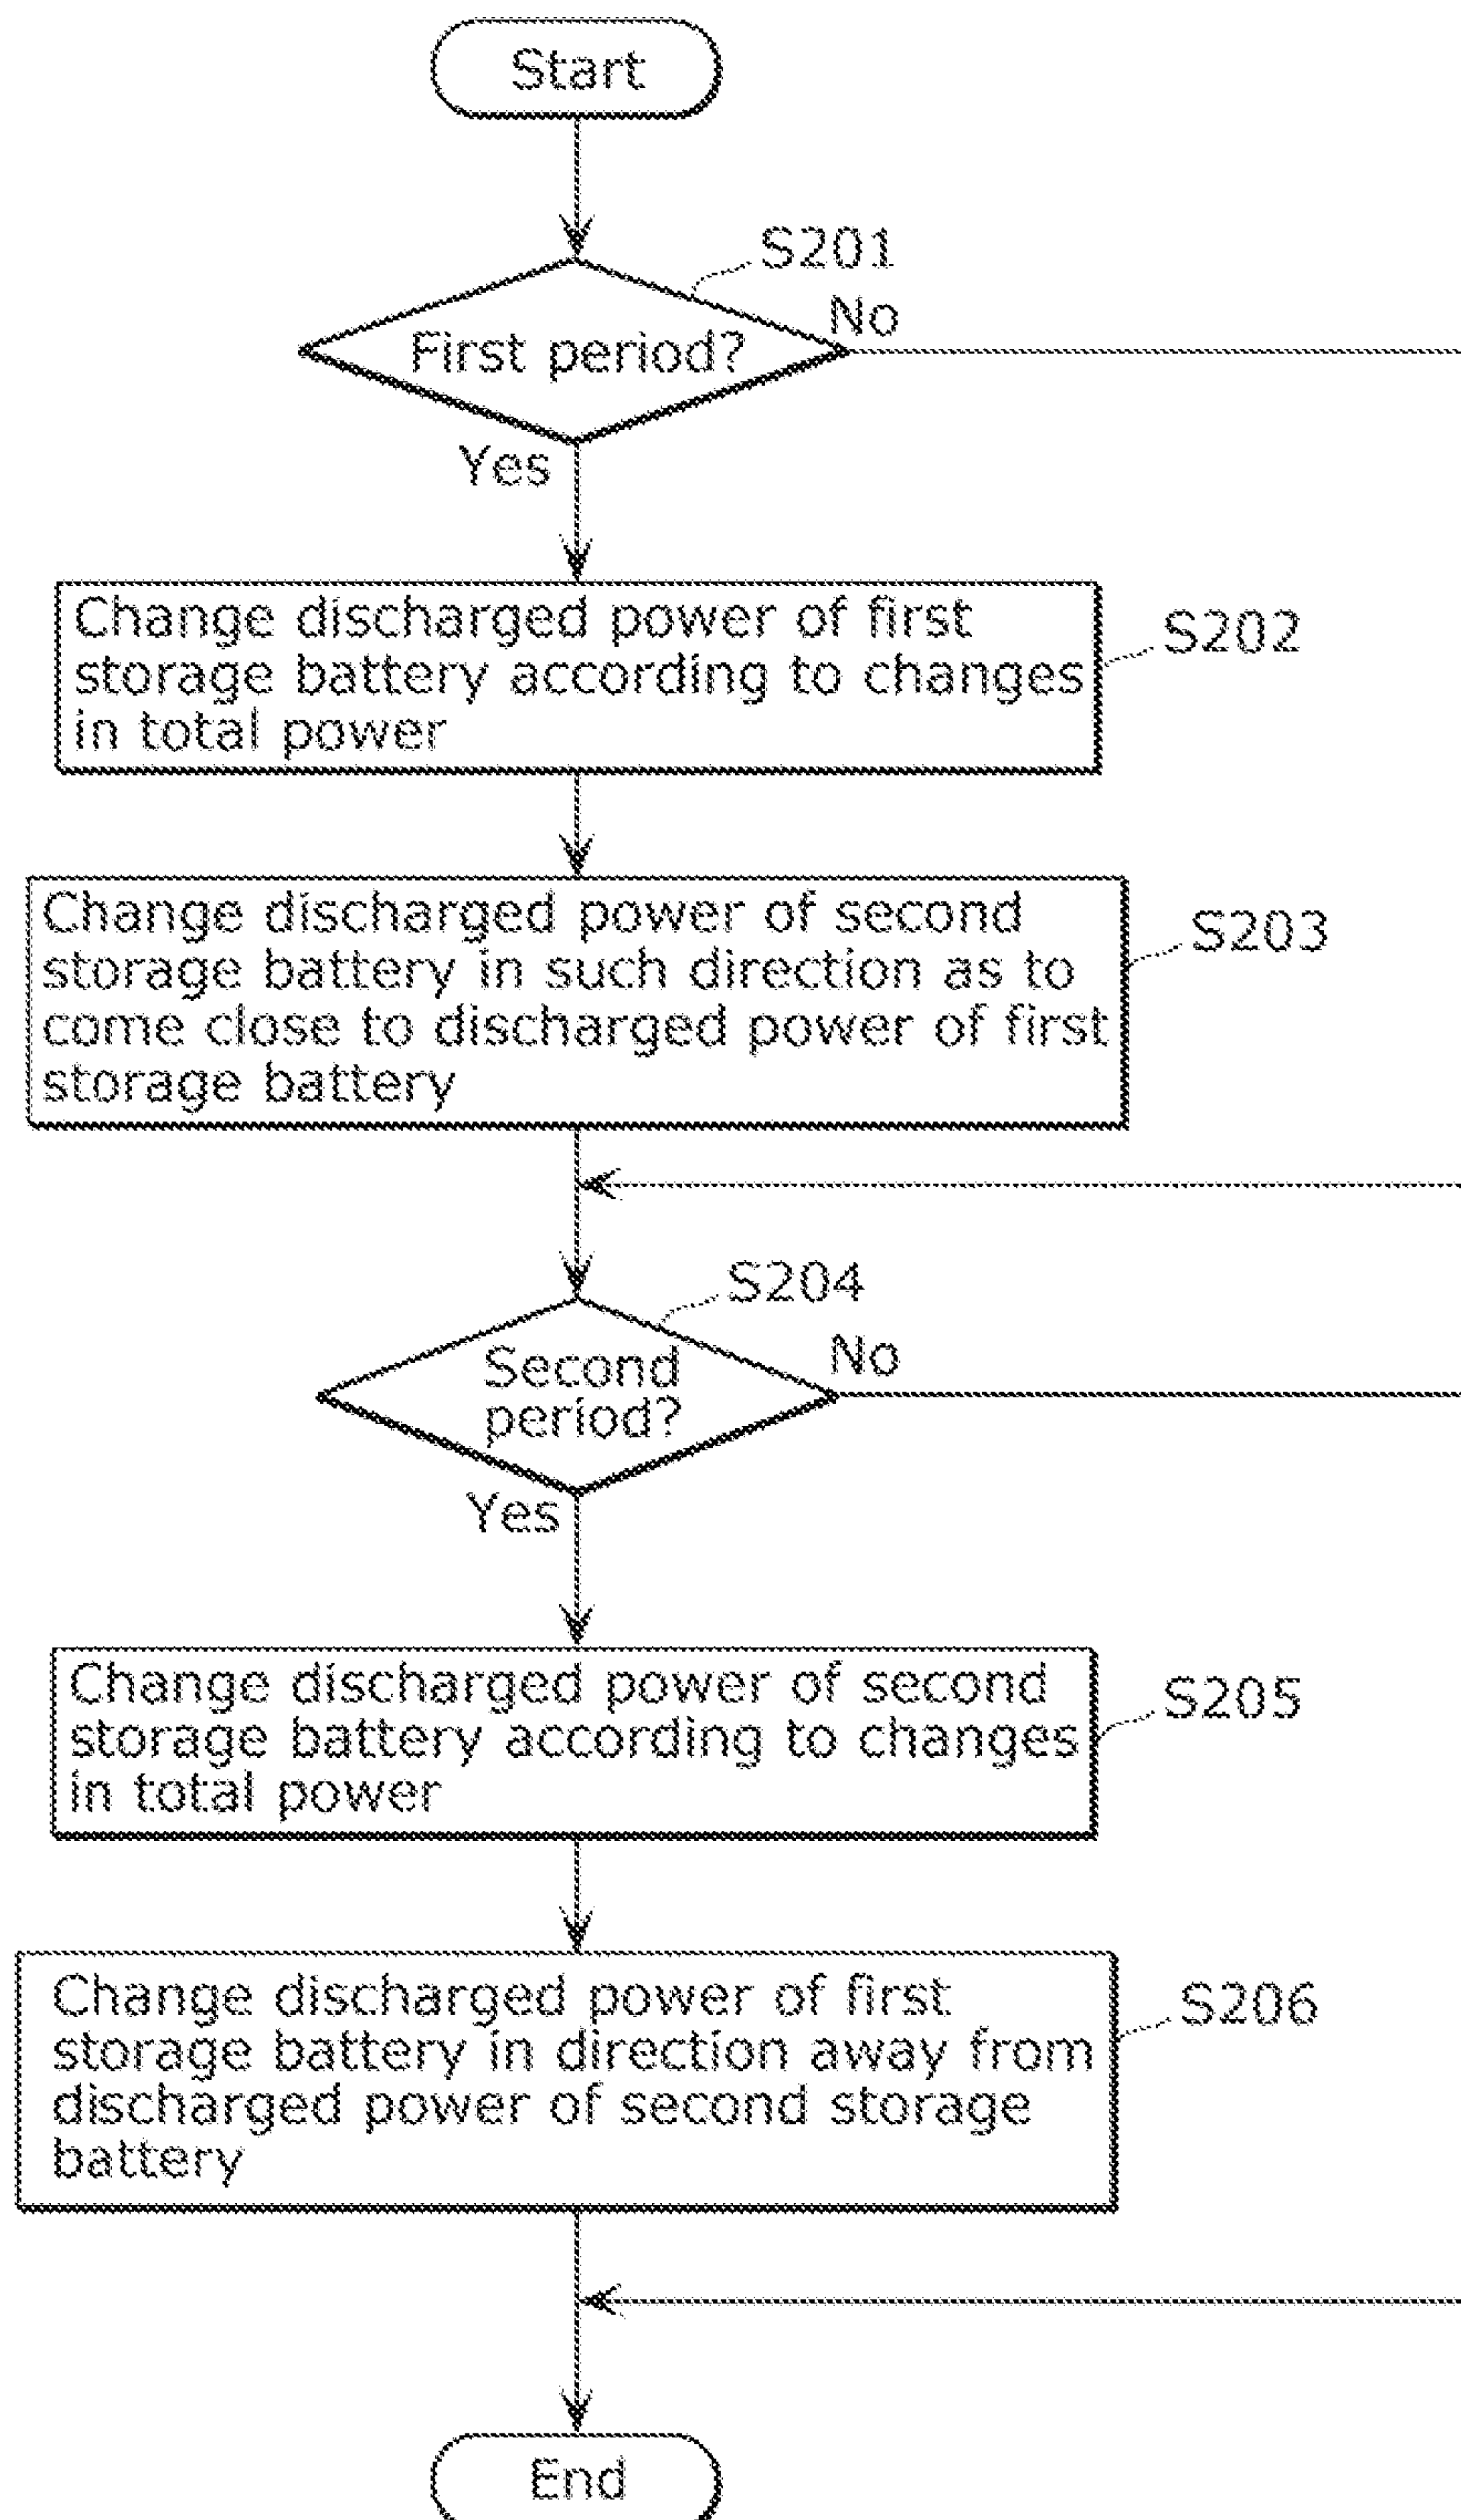 Start
S201
No
First period?
Yes
Change discharged power of first
storage battery according to changes
in total power
S202
Change discharged power of second
storage battery in such direction as to
come close to discharged power of first
storage battery
S203
S204
No
Second
period?
Yes
Change discharged power of second
storage battery according to changes
in total power
S205
Change discharged power of first
storage battery in direction away from
discharged power of second storage
battery
S206
End